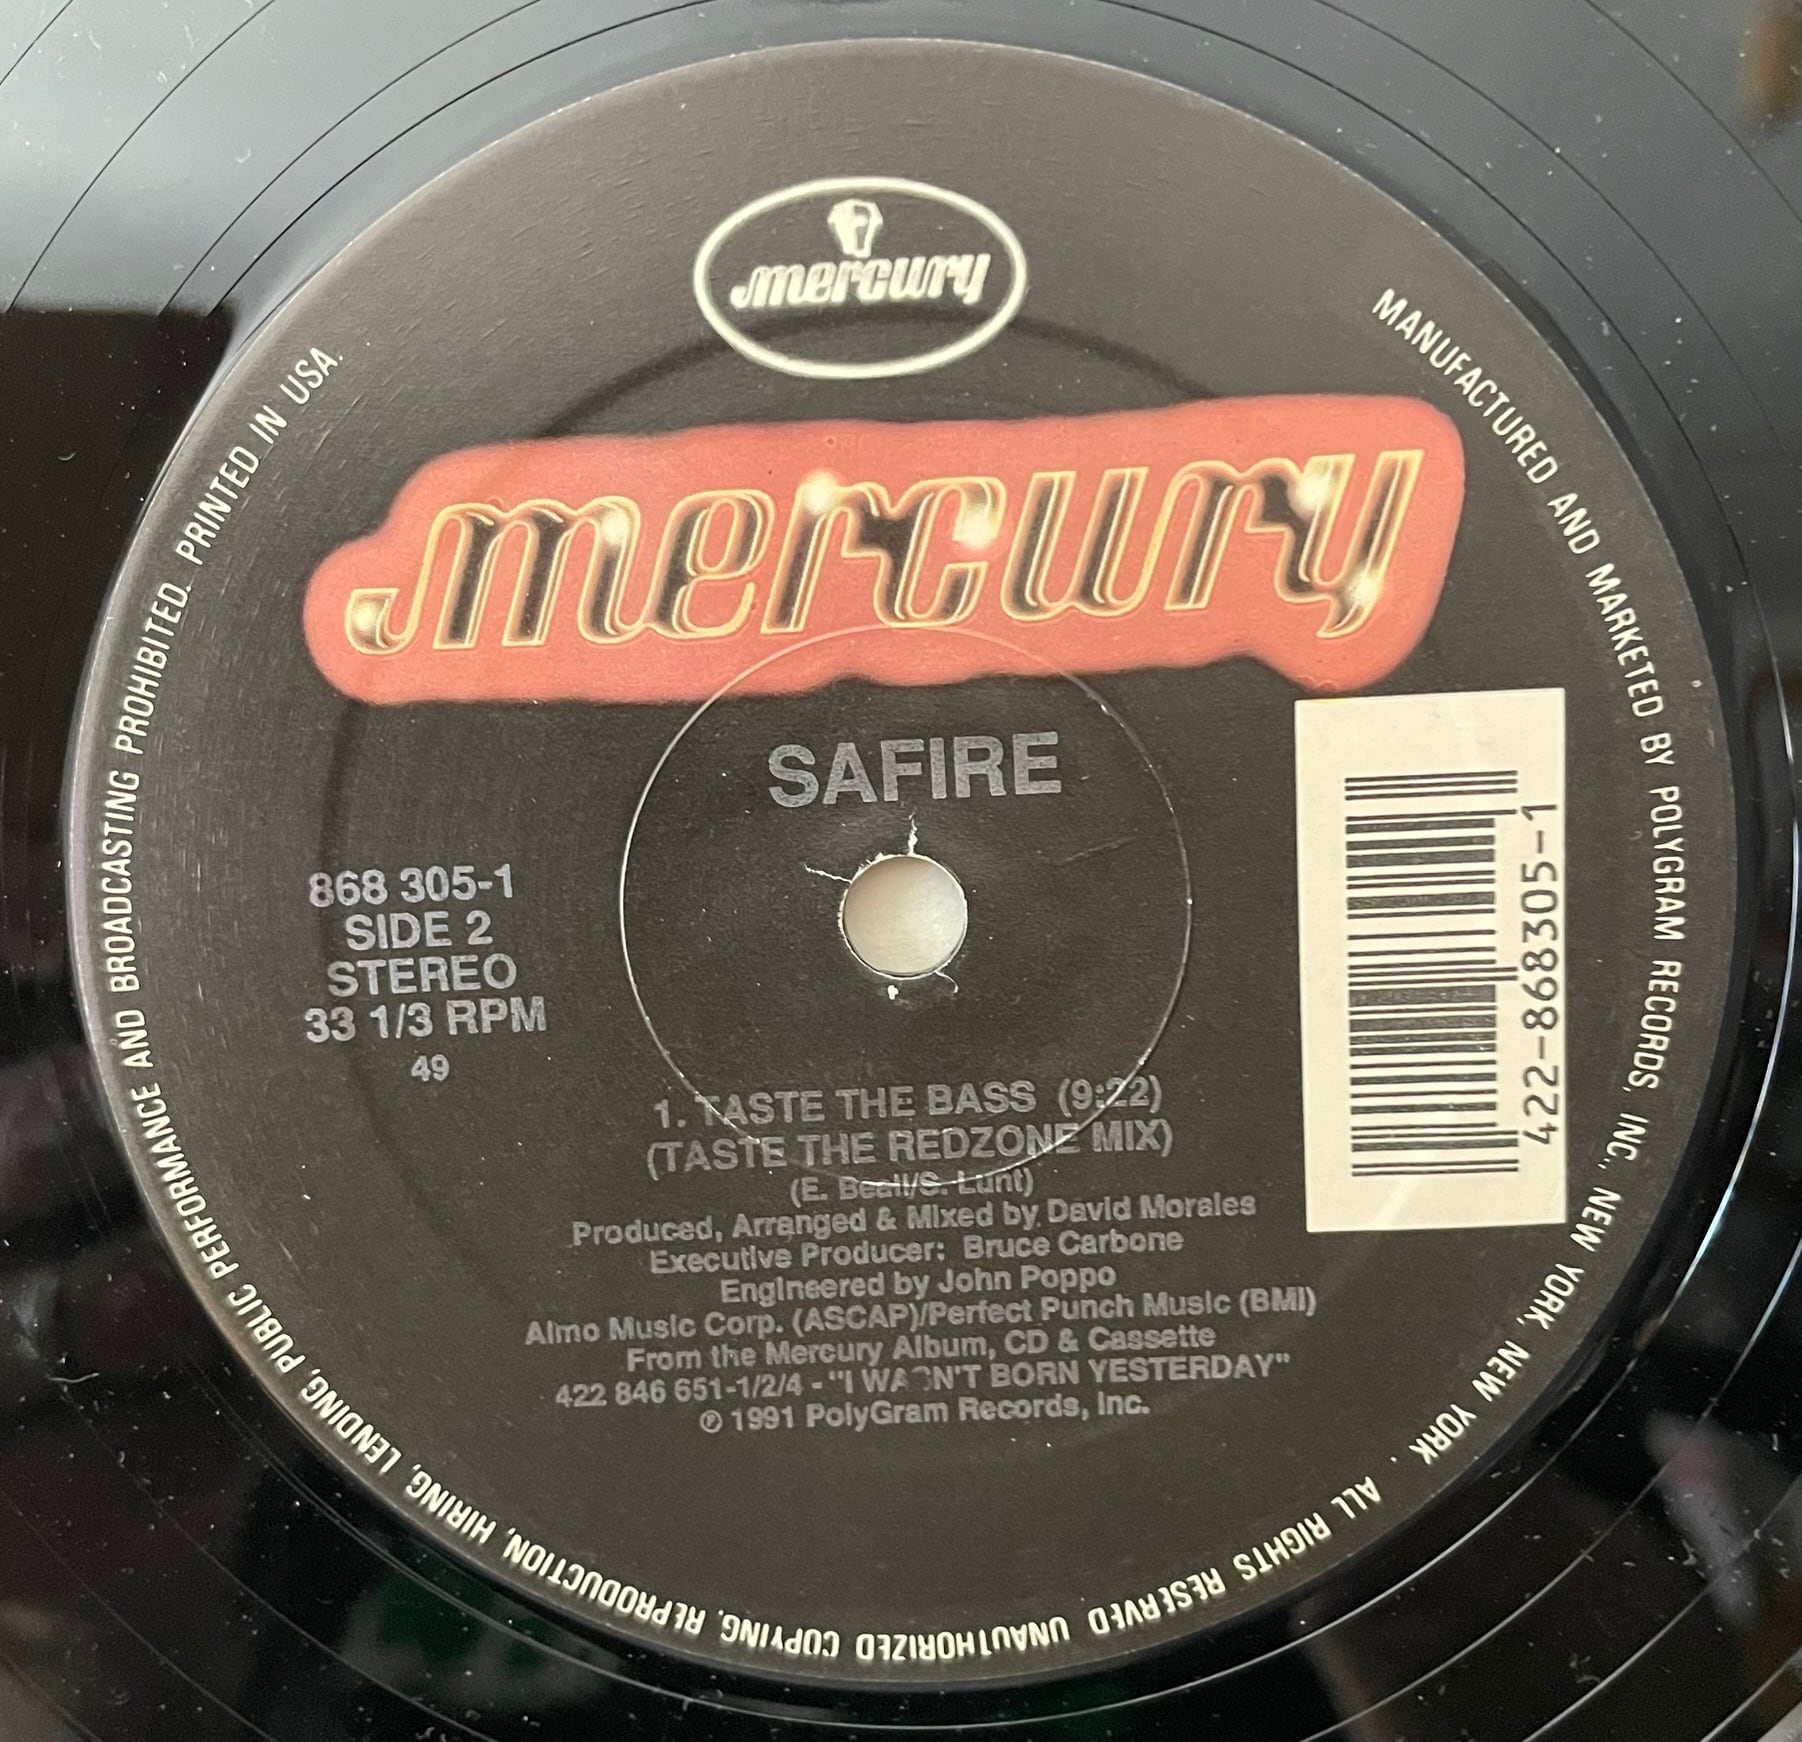 mercury
mercury
SAFIRE
868 305-1
SIDE 2
STEREO
33 1/3 RPM
49
422-868305-1
1. TASTE THE BASS (9:22)
(TASTE THE REDZONE MIX)
(E. Beall/S. Lunt)
Produced, Arranged & Mixed by David Morales
Executive Producer: Bruce Carbone
Engineered by John Poppo
Almo Music Corp. (ASCAP)/Perfect Punch Music (BMI)
From the Mercury Album, CD & Cassette
422 846 651-1/2/4 - "I WASN'T BORN YESTERDAY"
℗ 1991 PolyGram Records, Inc.
MANUFACTURED AND MARKETED BY POLYGRAM RECORDS, INC., NEW YORK, NEW YORK . ALL RIGHTS RESERVED UNAUTHORIZED COPYING, REPRODUCTION, HIRING, LENDING, PUBLIC PERFORMANCE AND BROADCASTING PROHIBITED. PRINTED IN USA.